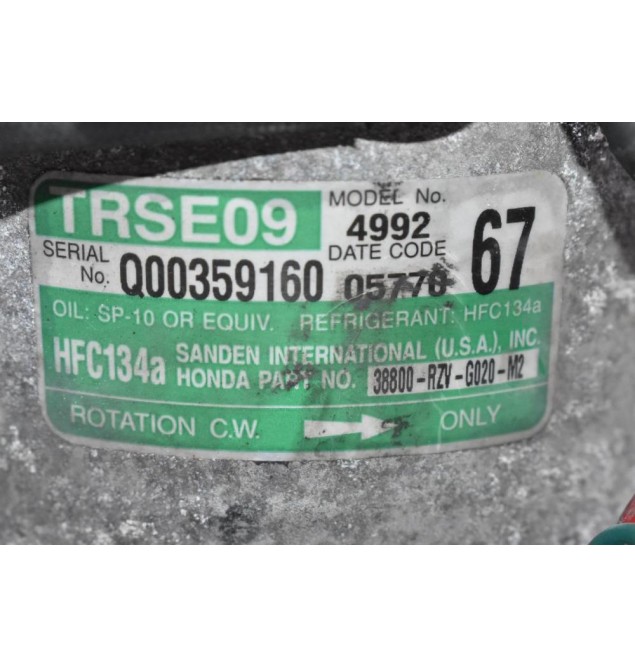 TRSE09
MODEL No.
4992
DATE CODE
67
SERIAL
No. Q00359160
OIL: SP-10 OR EQUIV. REFRIGERANT: HFC134a
HFC134a
SANDEN INTERNATIONAL (U.S.A.), INC.
HONDA PART NO. 38800-RZV-G020-M2
ROTATION C.W. ONLY